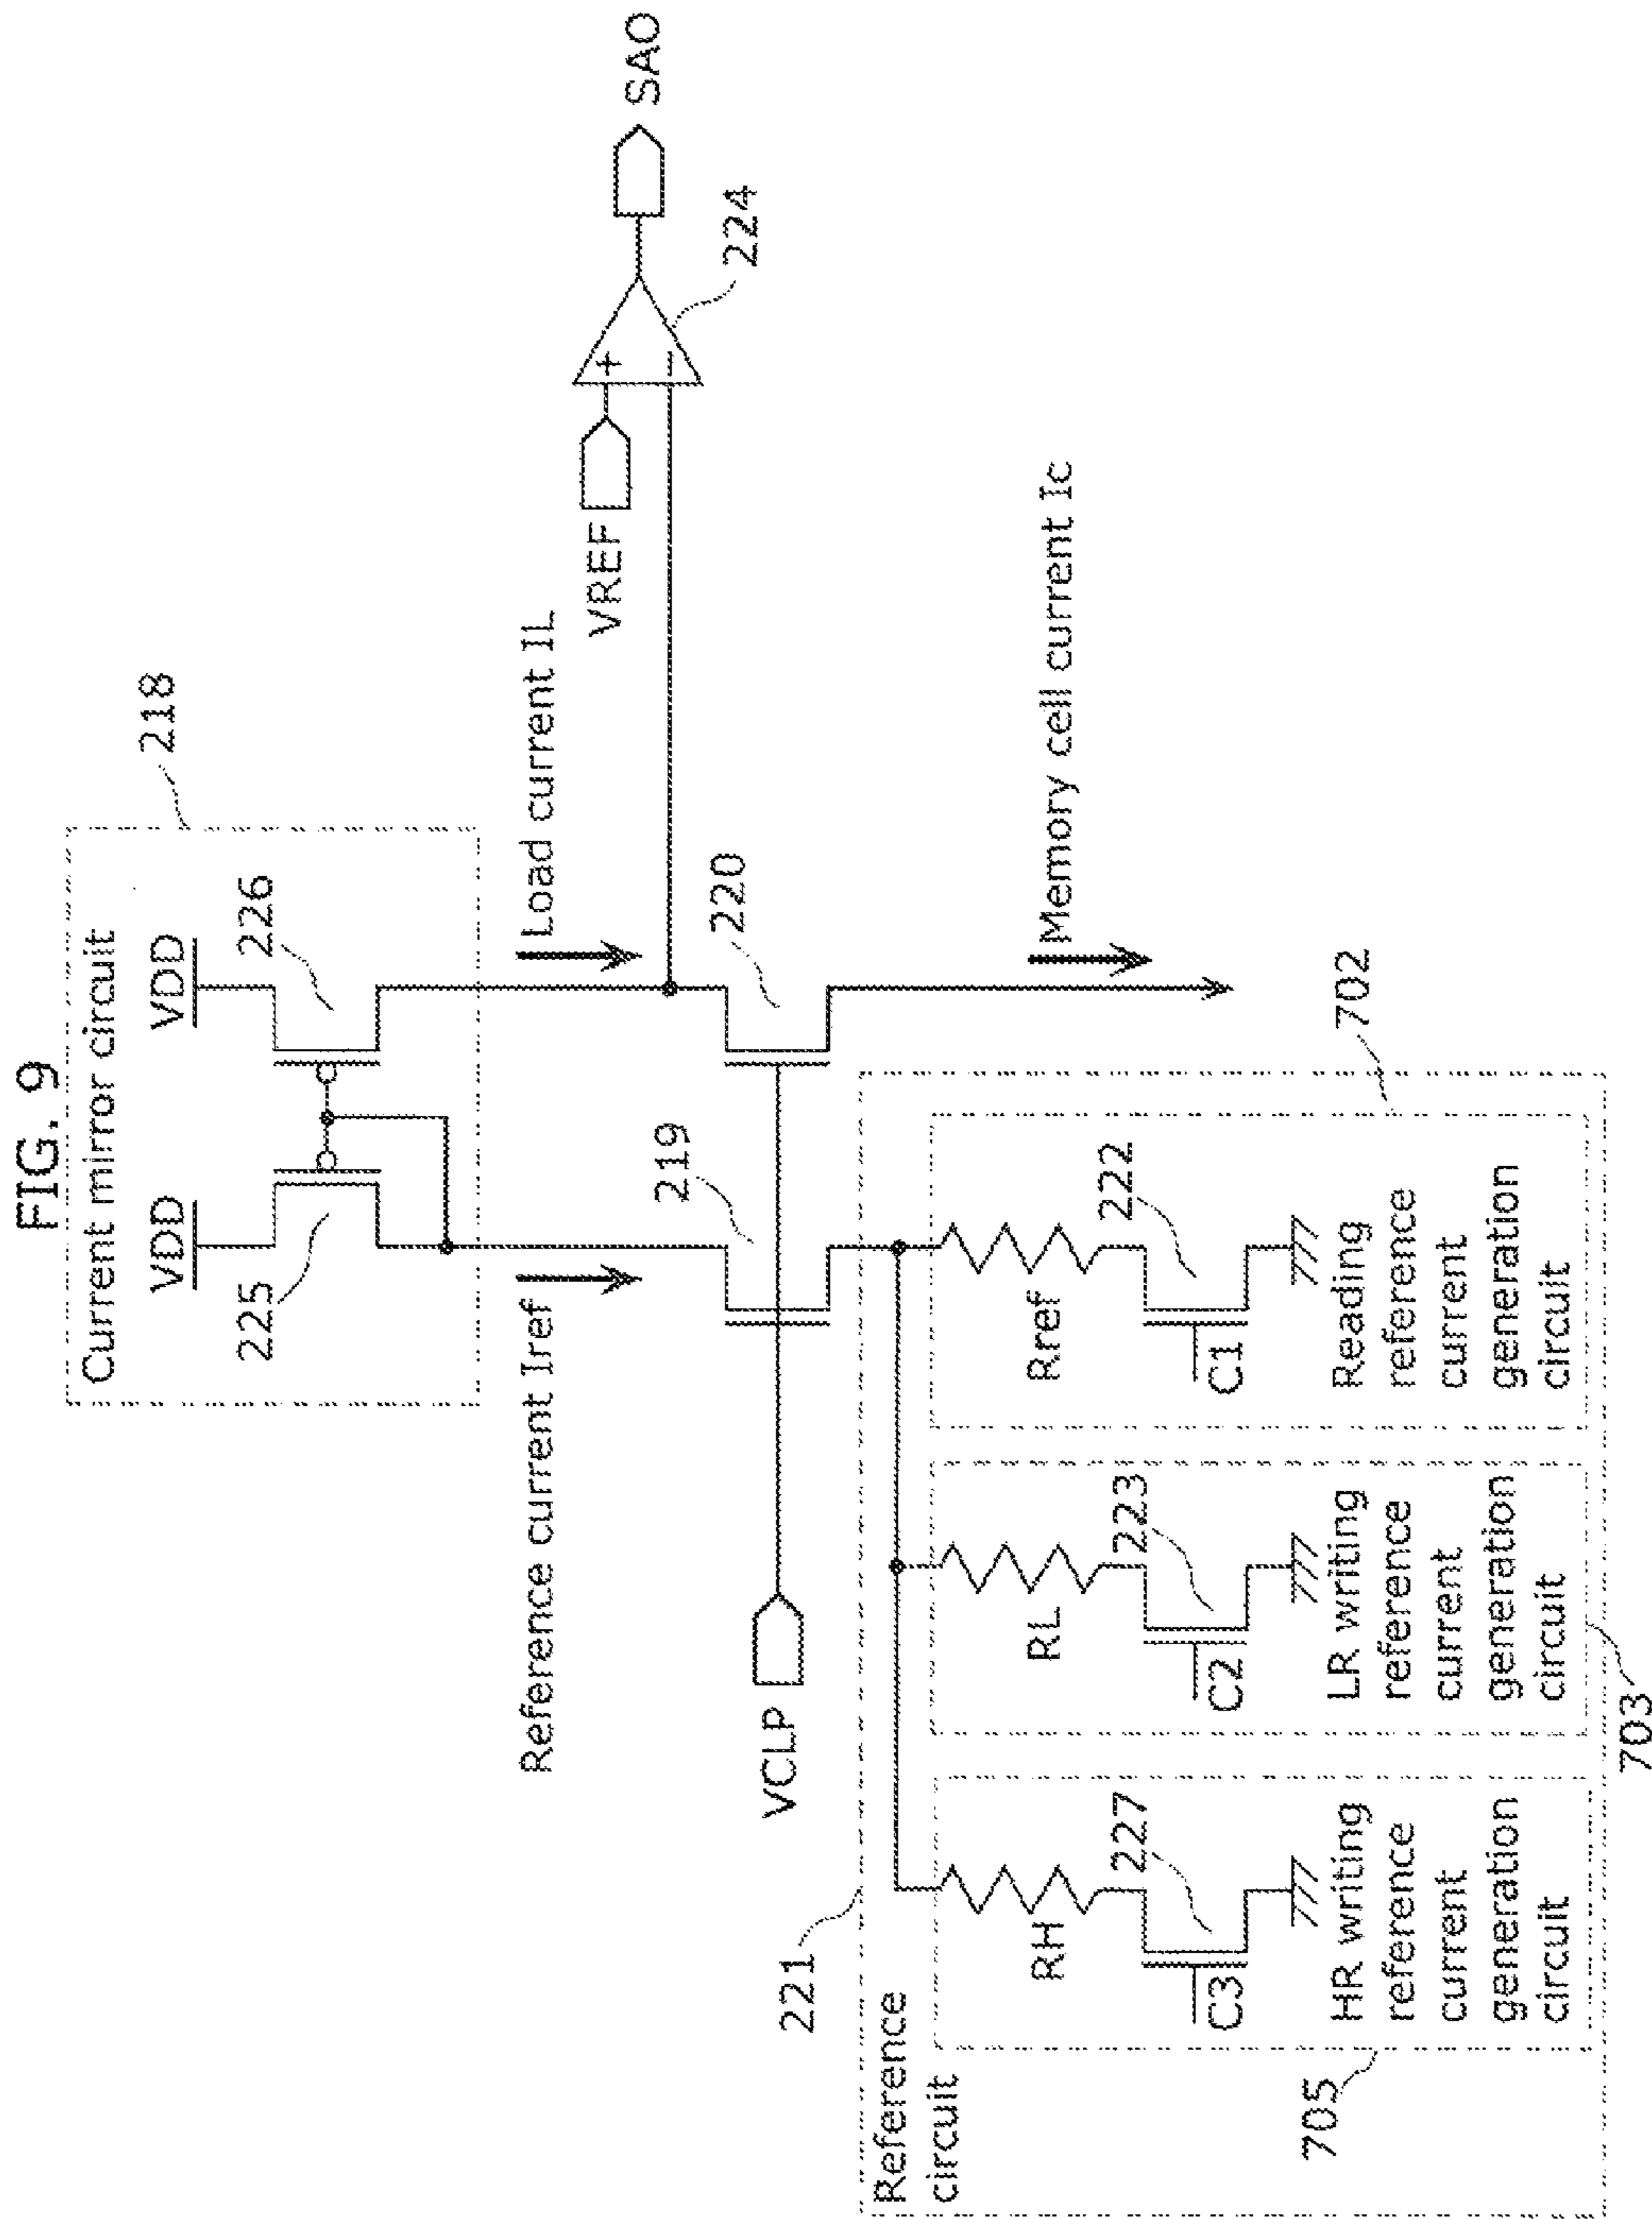 FIG. 9
Current mirror circuit
218
VDD
VDD
225
226
Reference current Iref
Load current IL
VREF
+
−
SAO
224
219
220
VCLP
Memory cell current Ic
221
Reference
circuit
RH
C3
227
HR writing
reference
current
generation
circuit
705
RL
C2
223
LR writing
reference
current
generation
circuit
703
Rref
C1
222
Reading
reference
current
generation
circuit
702